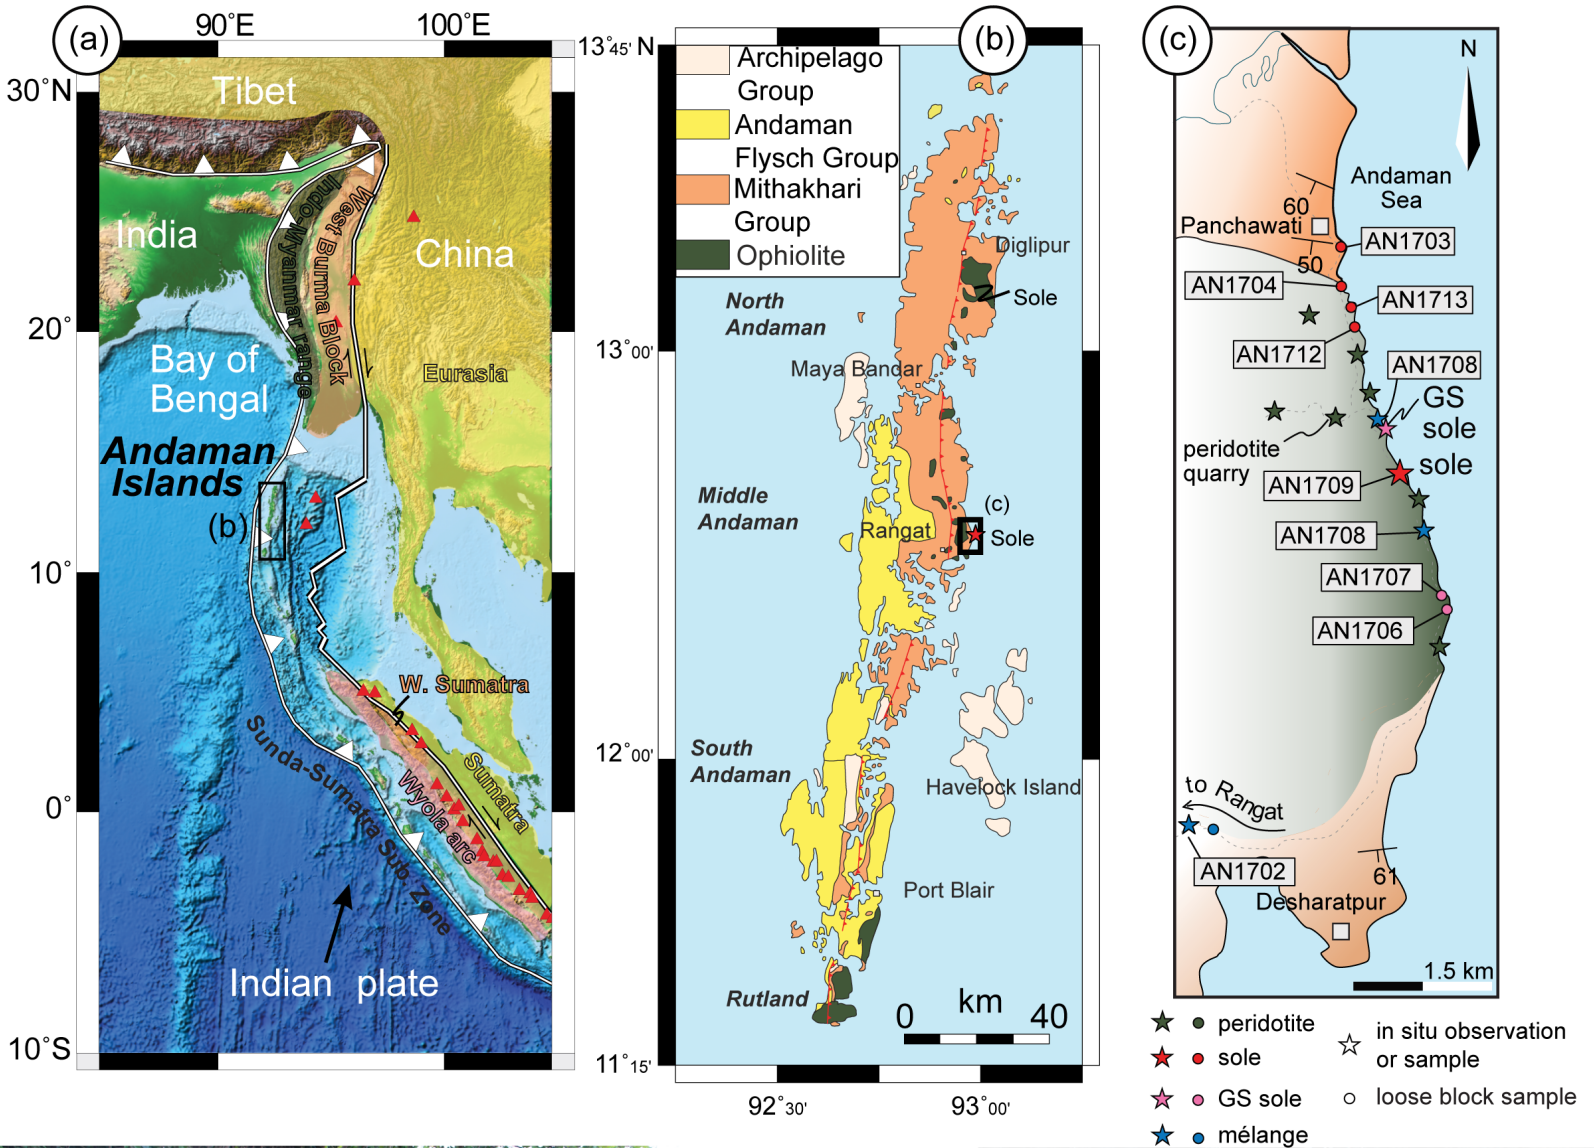 (a)
90°E
100°E
30°N
20°
10°
0°
10°S
Tibet
India
China
Indo-Myanmar range
West Burma Block
Eurasia
Bay of
Bengal
Andaman
Islands
(b)
W. Sumatra
Sumatra
Wyola arc
Sunda-Sumatra Sub. Zone
Indian plate
(b)
13°45' N
13°00'
12°00'
11°15'
92°30'
93°00'
Archipelago
Group
Andaman
Flysch Group
Mithakhari
Group
Ophiolite
Diglipur
Sole
North
Andaman
Maya Bandar
Middle
Andaman
Rangat
(c)
Sole
South
Andaman
Havelock Island
Port Blair
Rutland
km
0 40
(c)
N
Andaman
Sea
60
Panchawati
50
AN1703
AN1704
AN1713
AN1712
AN1708
GS
sole
peridotite
quarry
sole
AN1709
AN1708
AN1707
AN1706
to Rangat
AN1702
61
Desharatpur
1.5 km
peridotite
sole
GS sole
mélange
in situ observation
or sample
loose block sample